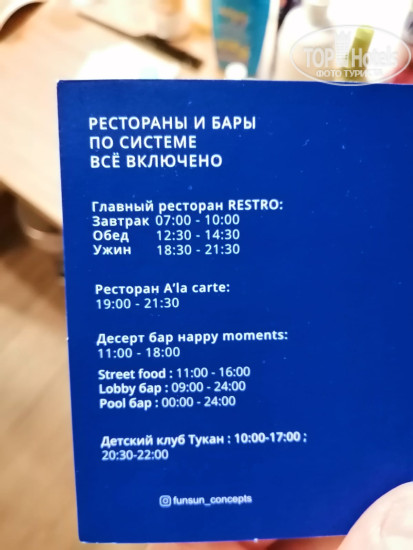 TopHotels
ФОТО ТУРИСТА
РЕСТОРАНЫ И БАРЫ
ПО СИСТЕМЕ
ВСЁ ВКЛЮЧЕНО
Главный ресторан RESTRO:
Завтрак 07:00 - 10:00
Обед 12:30 - 14:30
Ужин 18:30 - 21:30
Ресторан A'la carte:
19:00 - 21:30
Десерт бар happy moments:
11:00 - 18:00
Street food : 11:00 - 16:00
Lobby бар : 09:00 - 24:00
Pool бар : 00:00 - 24:00
Детский клуб Тукан : 10:00-17:00 ;
20:30-22:00
funsun_concepts